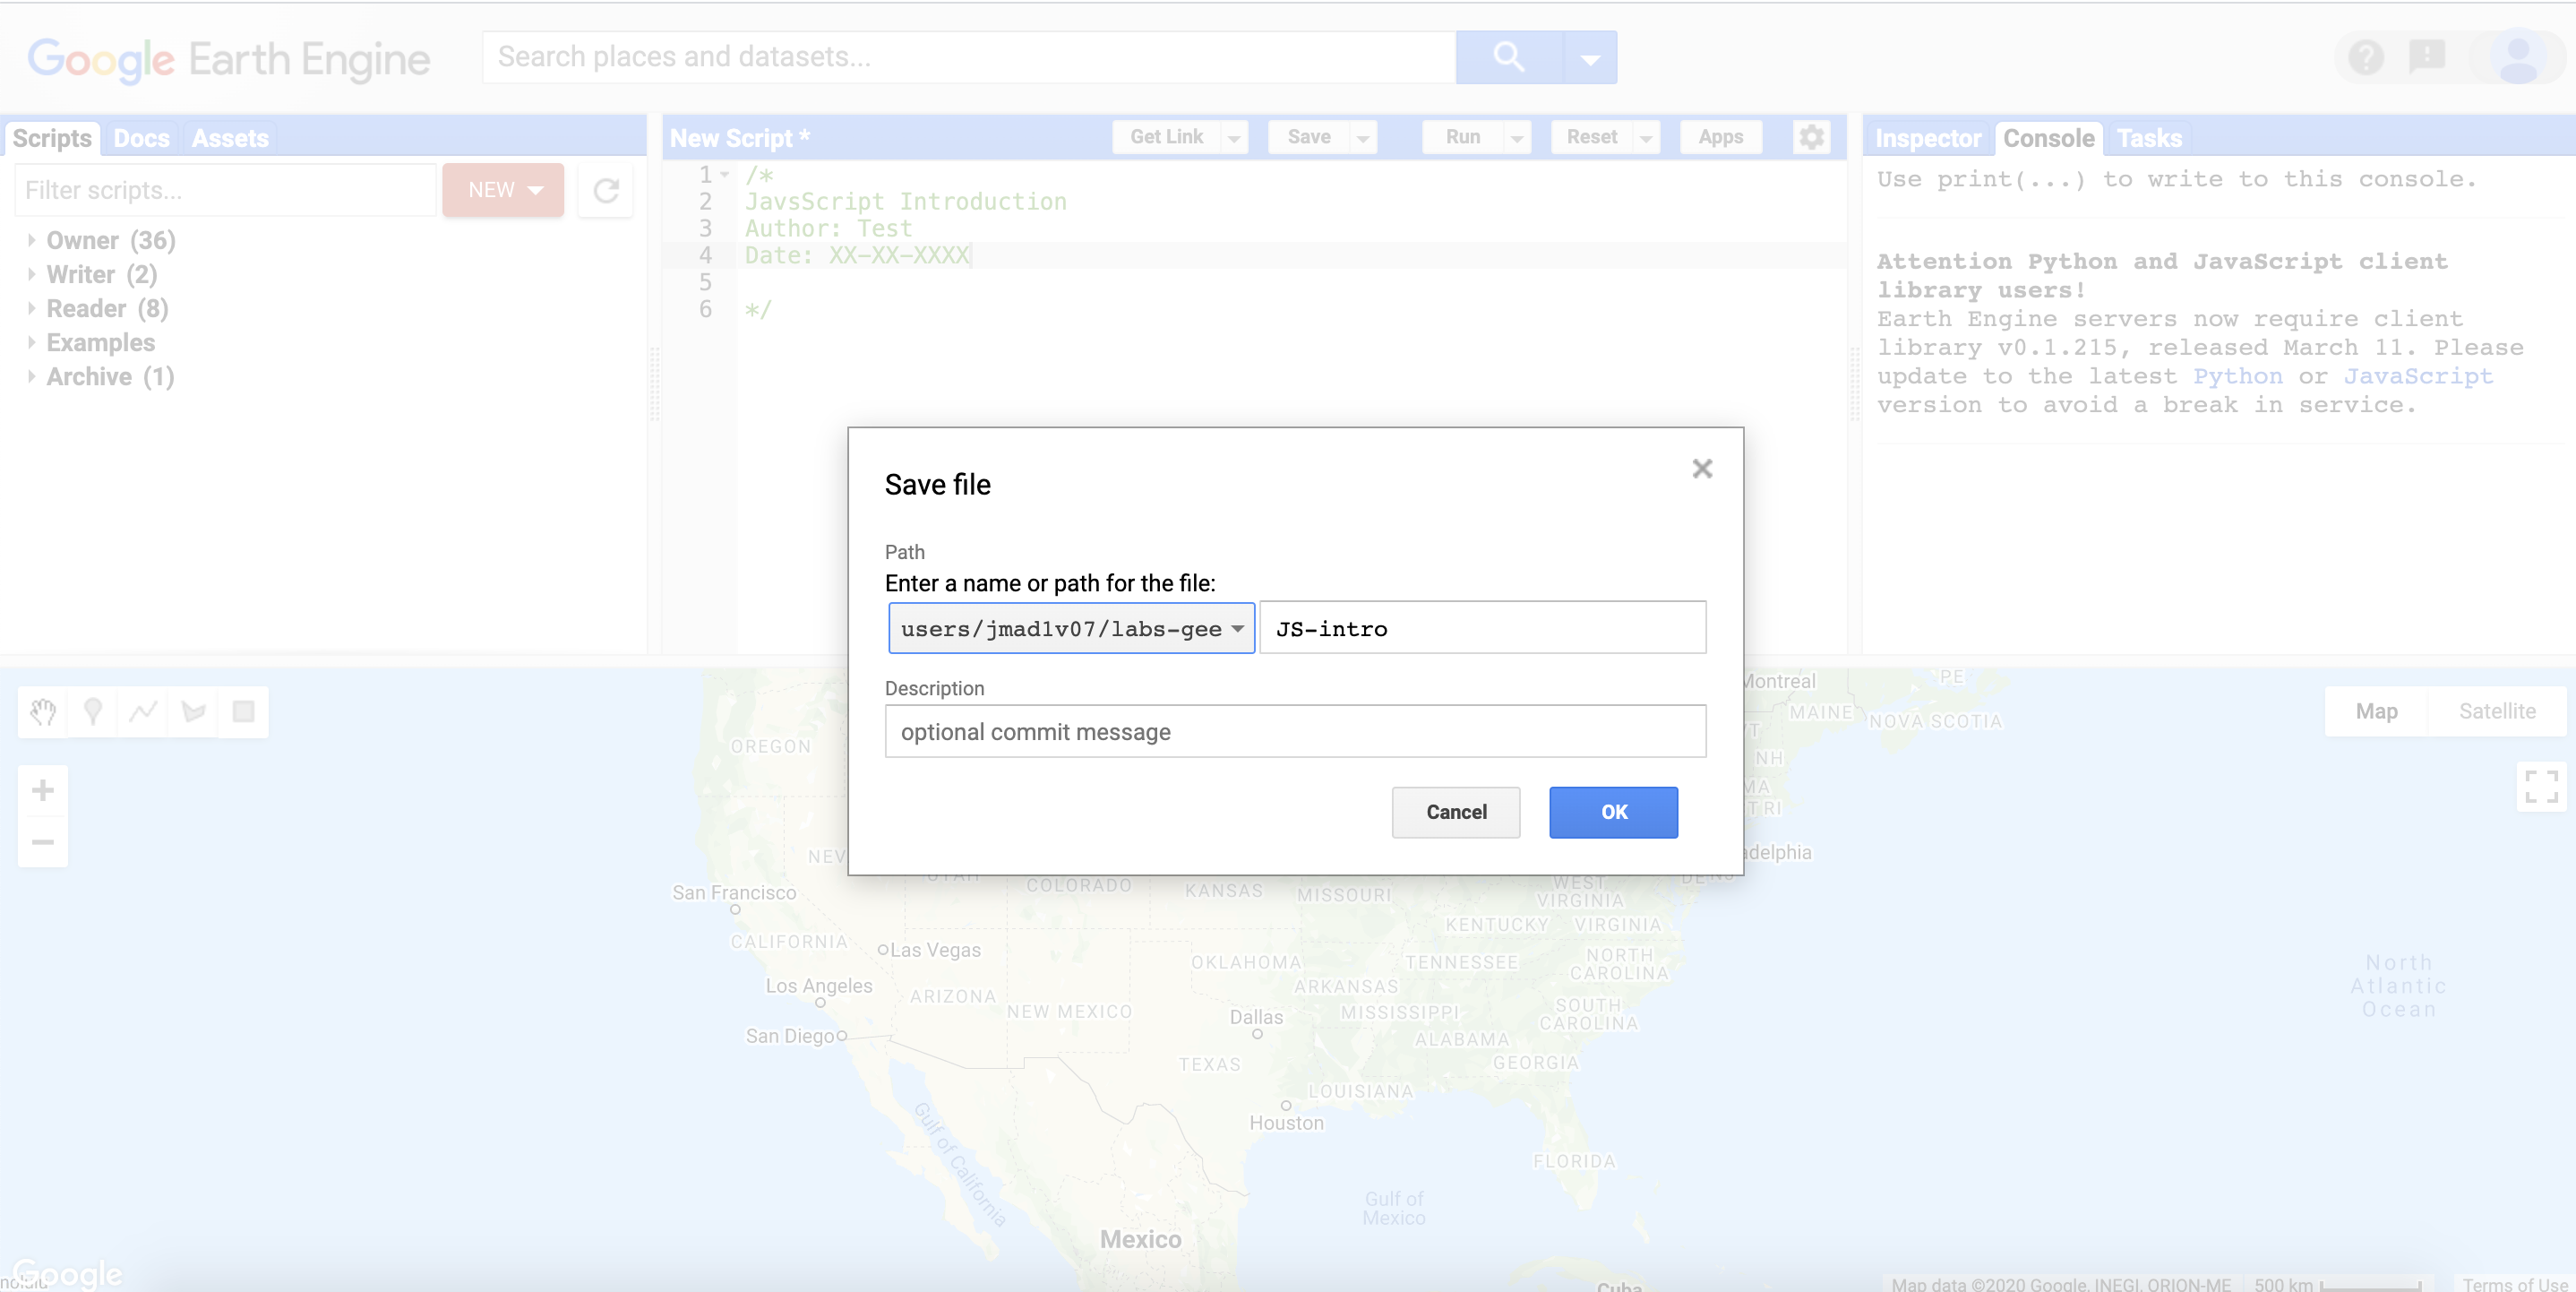 Google Earth Engine
Search places and datasets...
Scripts Docs Assets
Filter scripts...
NEW
Owner (36)
Writer (2)
Reader (8)
Examples
Archive (1)
New Script *
Get Link
Save
Run
Reset
Apps
1 /*
2 JavsScript Introduction
3 Author: Test
4 Date: XX-XX-XXXX
5
6 */
Inspector Console Tasks
Use print(...) to write to this console.
Attention Python and JavaScript client
library users!
Earth Engine servers now require client
library v0.1.215, released March 11. Please
update to the latest Python or JavaScript
version to avoid a break in service.
Save file
Path
Enter a name or path for the file:
users/jmad1v07/labs-gee
JS-intro
Description
optional commit message
Cancel
OK
Map Satellite
Montreal
PE
MAINE
NOVA SCOTIA
VT
NH
MA
CT RI
OREGON
NEV
UTAH
COLORADO
KANSAS
MISSOURI
WEST
VIRGINIA
adelphia
San Francisco
KENTUCKY
VIRGINIA
CALIFORNIA
Las Vegas
OKLAHOMA
TENNESSEE
NORTH
CAROLINA
Los Angeles
ARIZONA
NEW MEXICO
ARKANSAS
MISSISSIPPI
SOUTH
CAROLINA
San Diego
Dallas
ALABAMA
TEXAS
GEORGIA
LOUISIANA
Houston
FLORIDA
Gulf of California
Gulf of
Mexico
Mexico
Cuba
North
Atlantic
Ocean
Google
Map data ©2020 Google, INEGI, ORION-ME
500 km
Terms of Use